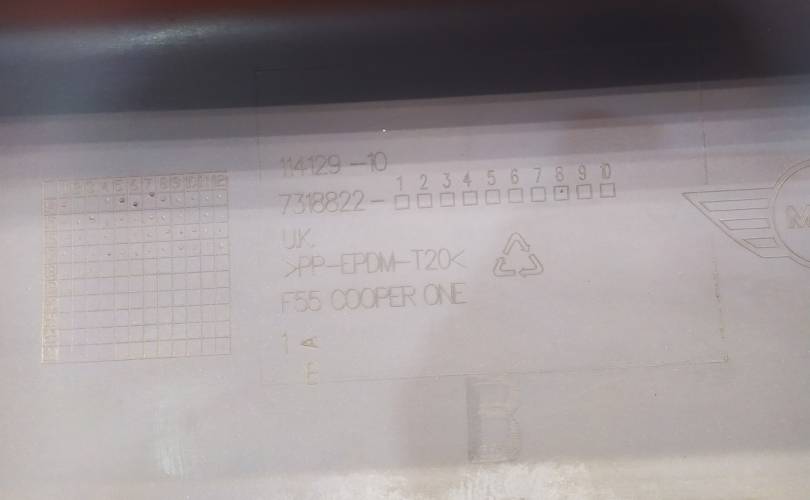 114129-10
7318822- 1 2 3 4 5 6 7 8 9 10
U.K.
>PP-EPDM-T20<
F55 COOPER ONE
1 A
B
B